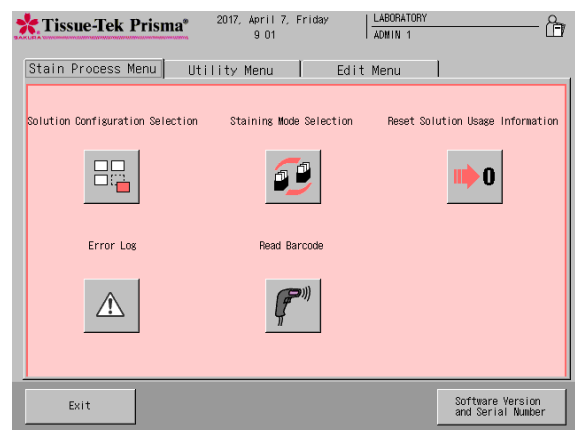 Tissue-Tek Prisma®
SAKURA
2017, April 7, Friday
9 01
LABORATORY
ADMIN 1
Stain Process Menu
Utility Menu
Edit Menu
Solution Configuration Selection
Staining Mode Selection
Reset Solution Usage Information
0
Error Log
Read Barcode
Exit
Software Version
and Serial Number